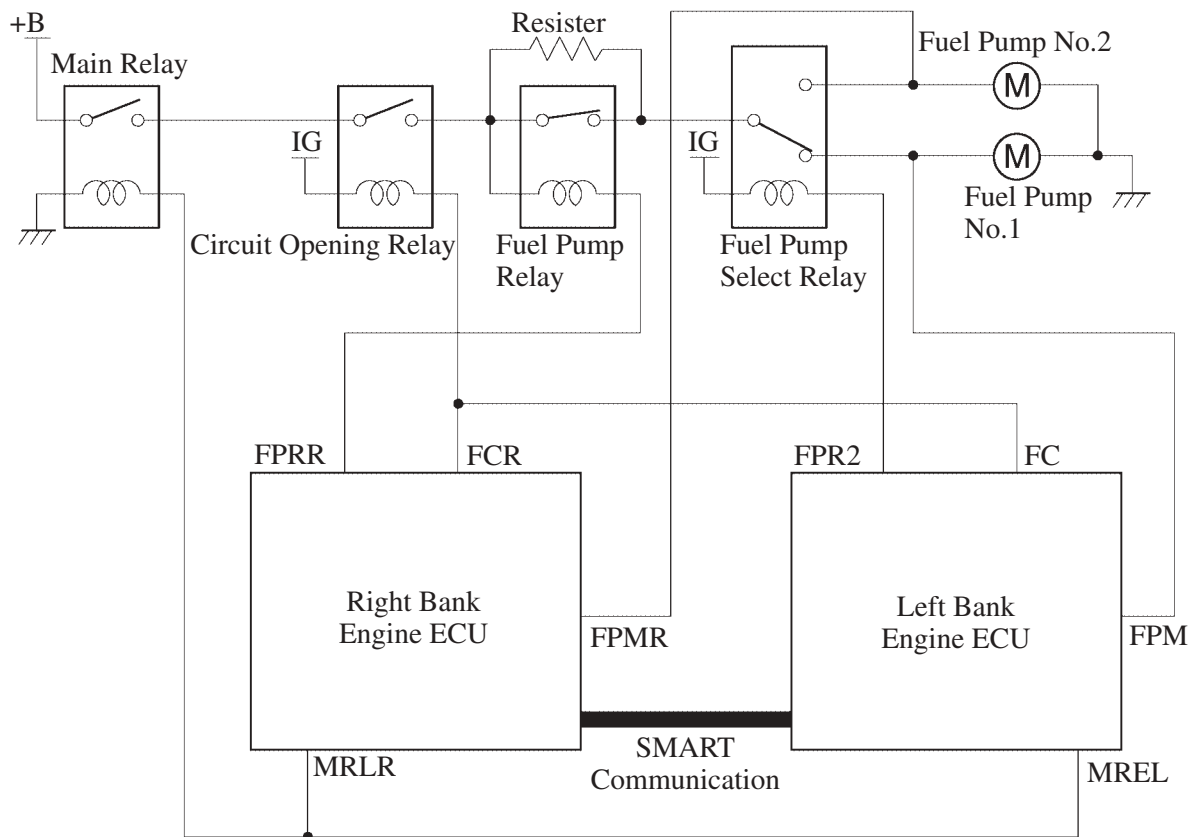 +B
Resister
Main Relay
Fuel Pump No.2
M
IG
IG
M
Fuel Pump
No.1
Circuit Opening Relay
Fuel Pump
Relay
Fuel Pump
Select Relay
FPRR
FCR
FPR2
FC
Right Bank
Engine ECU
FPMR
Left Bank
Engine ECU
FPM
SMART
Communication
MRLR
MREL